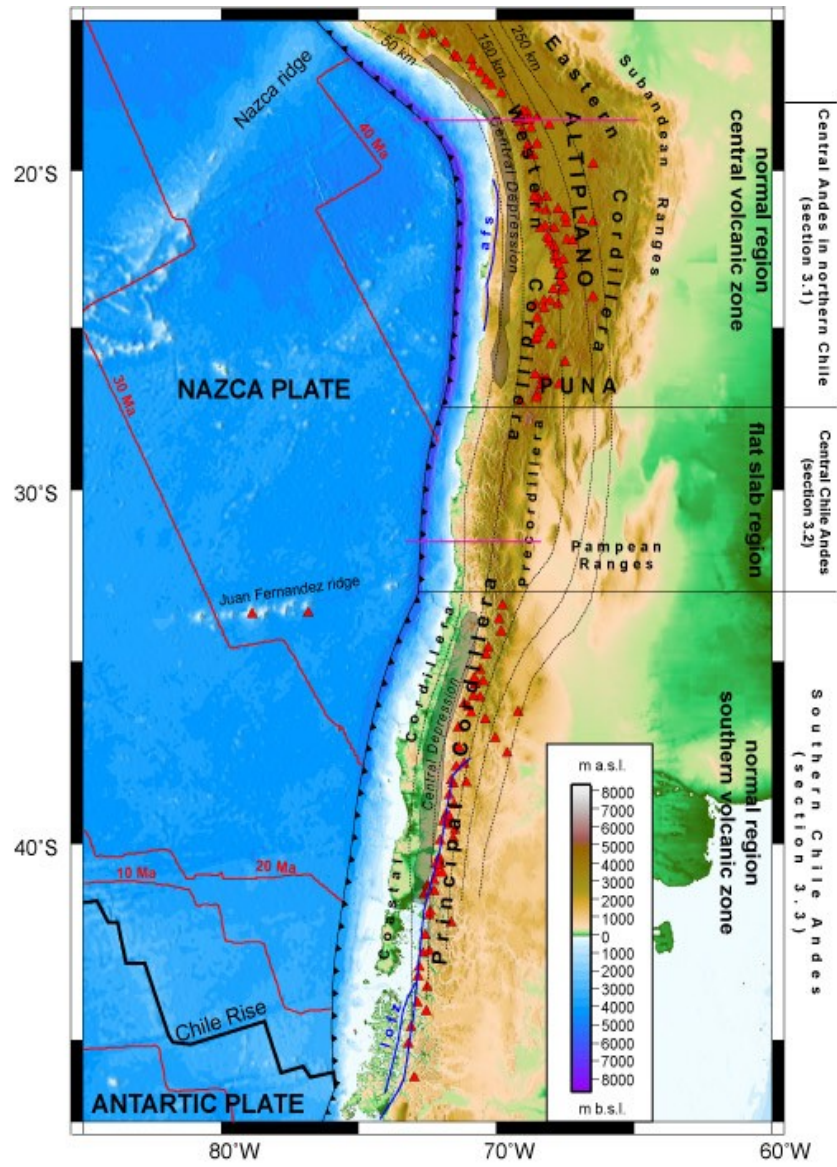 Nazca ridge
50 km
150 km
250 km
Eastern
Cordillera
Subandean
Ranges
ALTIPLANO
Western
Cordillera
Central Depression
normal region
central volcanic zone
Central Andes in northern Chile
(section 3.1)
40 Ma
20°S
afs
30 Ma
NAZCA PLATE
PUNA
flat slab region
Central Chile Andes
(section 3.2)
30°S
Precordillera
Pampean
Ranges
Juan Fernandez ridge
Coastal
Cordillera
Central Depression
Principal Cordillera
normal region
southern volcanic zone
Southern Chile Andes
(section 3.3)
m a.s.l.
8000
7000
6000
5000
4000
3000
2000
1000
0
1000
2000
3000
4000
5000
6000
7000
8000
m b.s.l.
40°S
20 Ma
10 Ma
Chile Rise
lofz
ANTARTIC PLATE
80°W
70°W
60°W